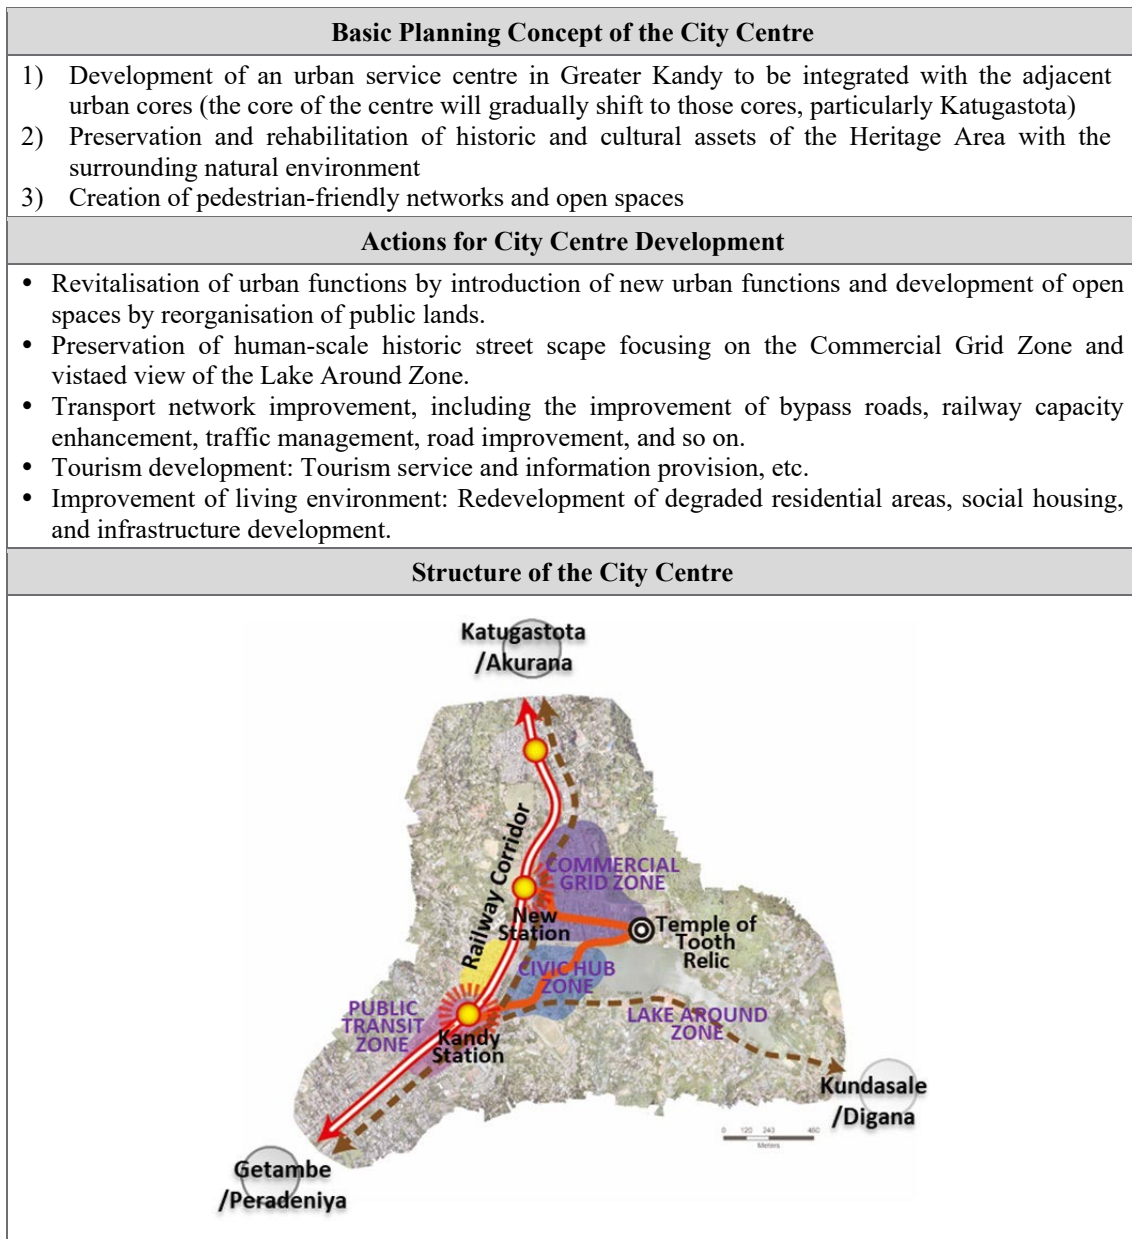 Basic Planning Concept of the City Centre
1) Development of an urban service centre in Greater Kandy to be integrated with the adjacent
urban cores (the core of the centre will gradually shift to those cores, particularly Katugastota)
2) Preservation and rehabilitation of historic and cultural assets of the Heritage Area with the
surrounding natural environment
3) Creation of pedestrian-friendly networks and open spaces
Actions for City Centre Development
• Revitalisation of urban functions by introduction of new urban functions and development of open
spaces by reorganisation of public lands.
• Preservation of human-scale historic street scape focusing on the Commercial Grid Zone and
vistaed view of the Lake Around Zone.
• Transport network improvement, including the improvement of bypass roads, railway capacity
enhancement, traffic management, road improvement, and so on.
• Tourism development: Tourism service and information provision, etc.
• Improvement of living environment: Redevelopment of degraded residential areas, social housing,
and infrastructure development.
Structure of the City Centre
Katugastota
/Akurana
Railway Corridor
COMMERCIAL
GRID ZONE
New
Station
Temple of
Tooth
Relic
CIVIC HUB
ZONE
PUBLIC
TRANSIT
ZONE
Kandy
Station
LAKE AROUND
ZONE
Kundasale
/Digana
0 120 243 460
Meters
Getambe
/Peradeniya